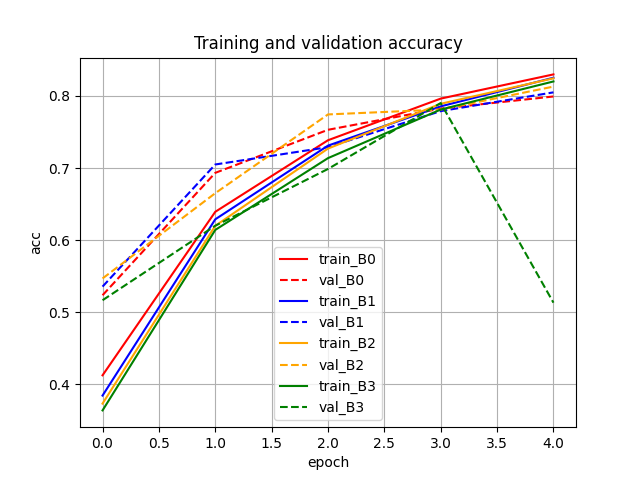 Training and validation accuracy
acc
0.8
0.7
0.6
0.5
0.4
train_B0
val_B0
train_B1
val_B1
train_B2
val_B2
train_B3
val_B3
0.0 0.5 1.0 1.5 2.0 2.5 3.0 3.5 4.0
epoch